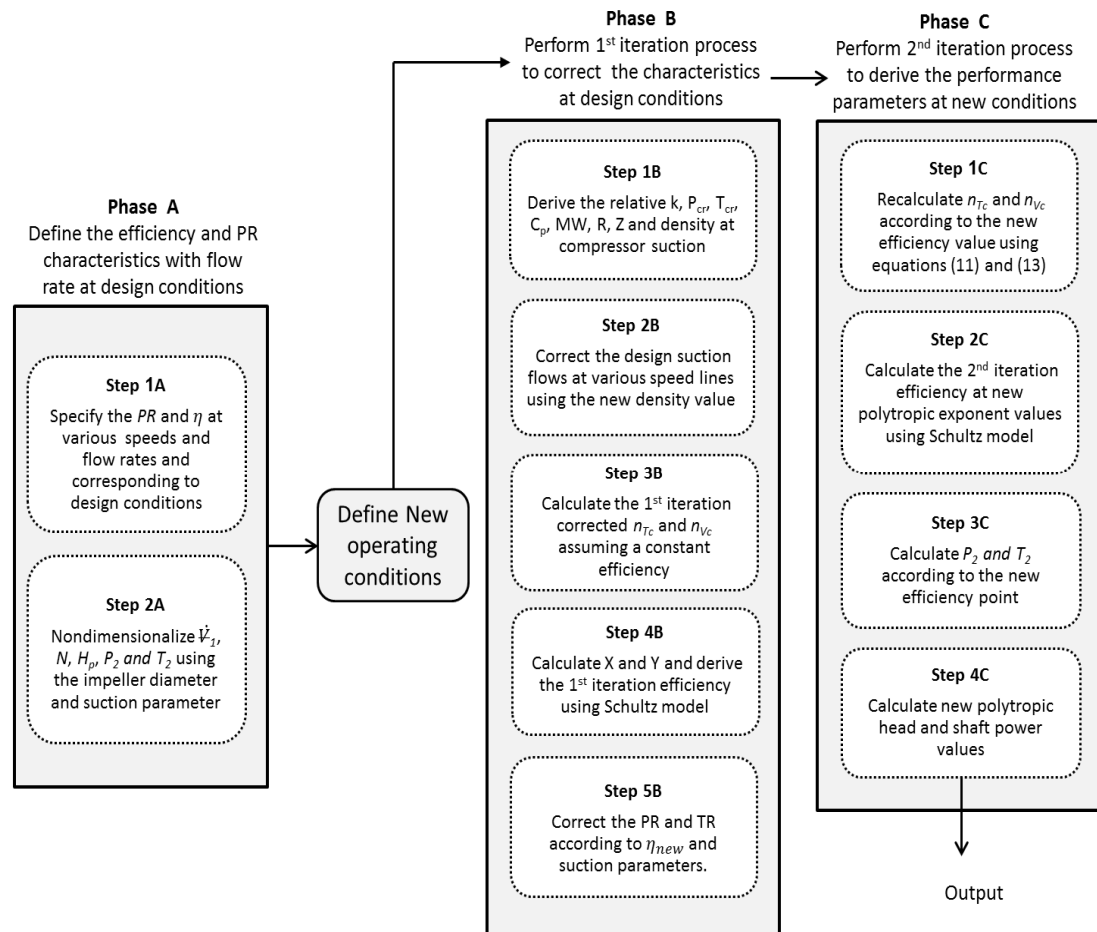 Phase A
Define the efficiency and PR
characteristics with flow
rate at design conditions
Step 1A
Specify the PR and η at
various speeds and
flow rates and
corresponding to
design conditions
Step 2A
Nondimensionalize V̶̇₁,
N, Hₚ, P₂ and T₂ using
the impeller diameter
and suction parameter
Define New
operating
conditions
Phase B
Perform 1ˢᵗ iteration process
to correct the characteristics
at design conditions
Step 1B
Derive the relative k, P_cr, T_cr,
Cₚ, MW, R, Z and density at
compressor suction
Step 2B
Correct the design suction
flows at various speed lines
using the new density value
Step 3B
Calculate the 1ˢᵗ iteration
corrected n_Tc and n_Vc
assuming a constant
efficiency
Step 4B
Calculate X and Y and derive
the 1ˢᵗ iteration efficiency
using Schultz model
Step 5B
Correct the PR and TR
according to η_new and
suction parameters.
Phase C
Perform 2ⁿᵈ iteration process
to derive the performance
parameters at new conditions
Step 1C
Recalculate n_Tc and n_Vc
according to the new
efficiency value using
equations (11) and (13)
Step 2C
Calculate the 2ⁿᵈ iteration
efficiency at new
polytropic exponent values
using Schultz model
Step 3C
Calculate P₂ and T₂
according to the new
efficiency point
Step 4C
Calculate new polytropic
head and shaft power
values
Output